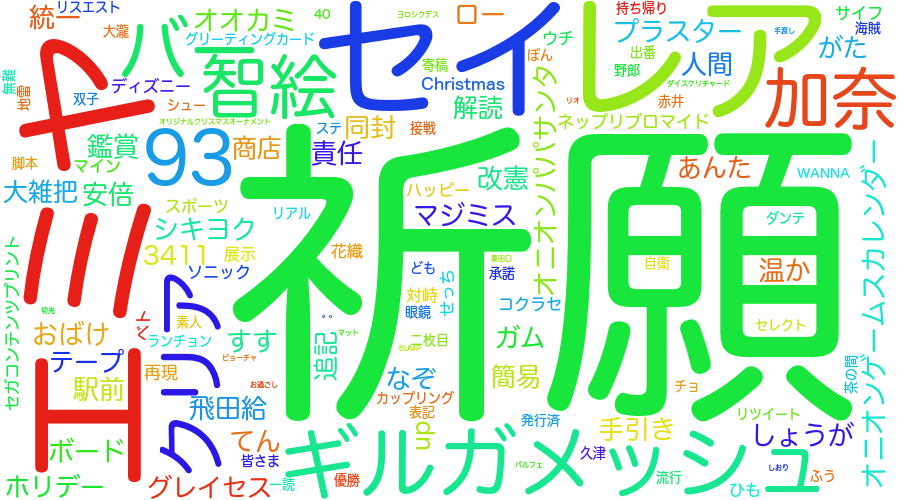 リスエスト
大瀧
統一
バ
オオカミ
グリーティングカード
40
ヨロシクデス
セイレア
ロー
ウチ
ぽん
持ち帰り
プラスター
手渡し
サイフ
海賊
がた
無難
地雷
双子
ディズニー
シュー
智絵
Christmas
寄稿
解読
出番
野郎
人間
ダイスクリチャード
赤井
リオ
加奈
ヤ
オリジナルクリスマスオーナメント
ネップリブロマイド
脚本
鑑賞
マイン
93
商店
責任
ステ
同封
接戦
オニオンパパサンタ
あんた
WANNA
大雑把
安倍
スポーツ
ハッピー
改憲
ミ
シキヨク
リアル
マジミス
祈願
ダンテ
3411
展示
花織
ソニック
ども
承諾
自衛
温か
対峙
せっち
眼鏡
コクラセ
オニオンゲームスカレンダー
セガコンテンツプリント
おばけ
素人
すす
追記
マット
二枚目
ガム
セレクト
テープ
ランチョン
BUMP
エ
クリア
駅前
再現
ビョーチャ
お過ごし
なぞ
簡易
チョ
茶の間
飛田給
カップリング
表記
発行済
リツイート
しょうが
ボード
てん
up
手引き
ギルガメッシュ
皆さま
久津
しおり
パルフェ
ホリデー
グレイセス
一読
優勝
流行
ひも
ふう